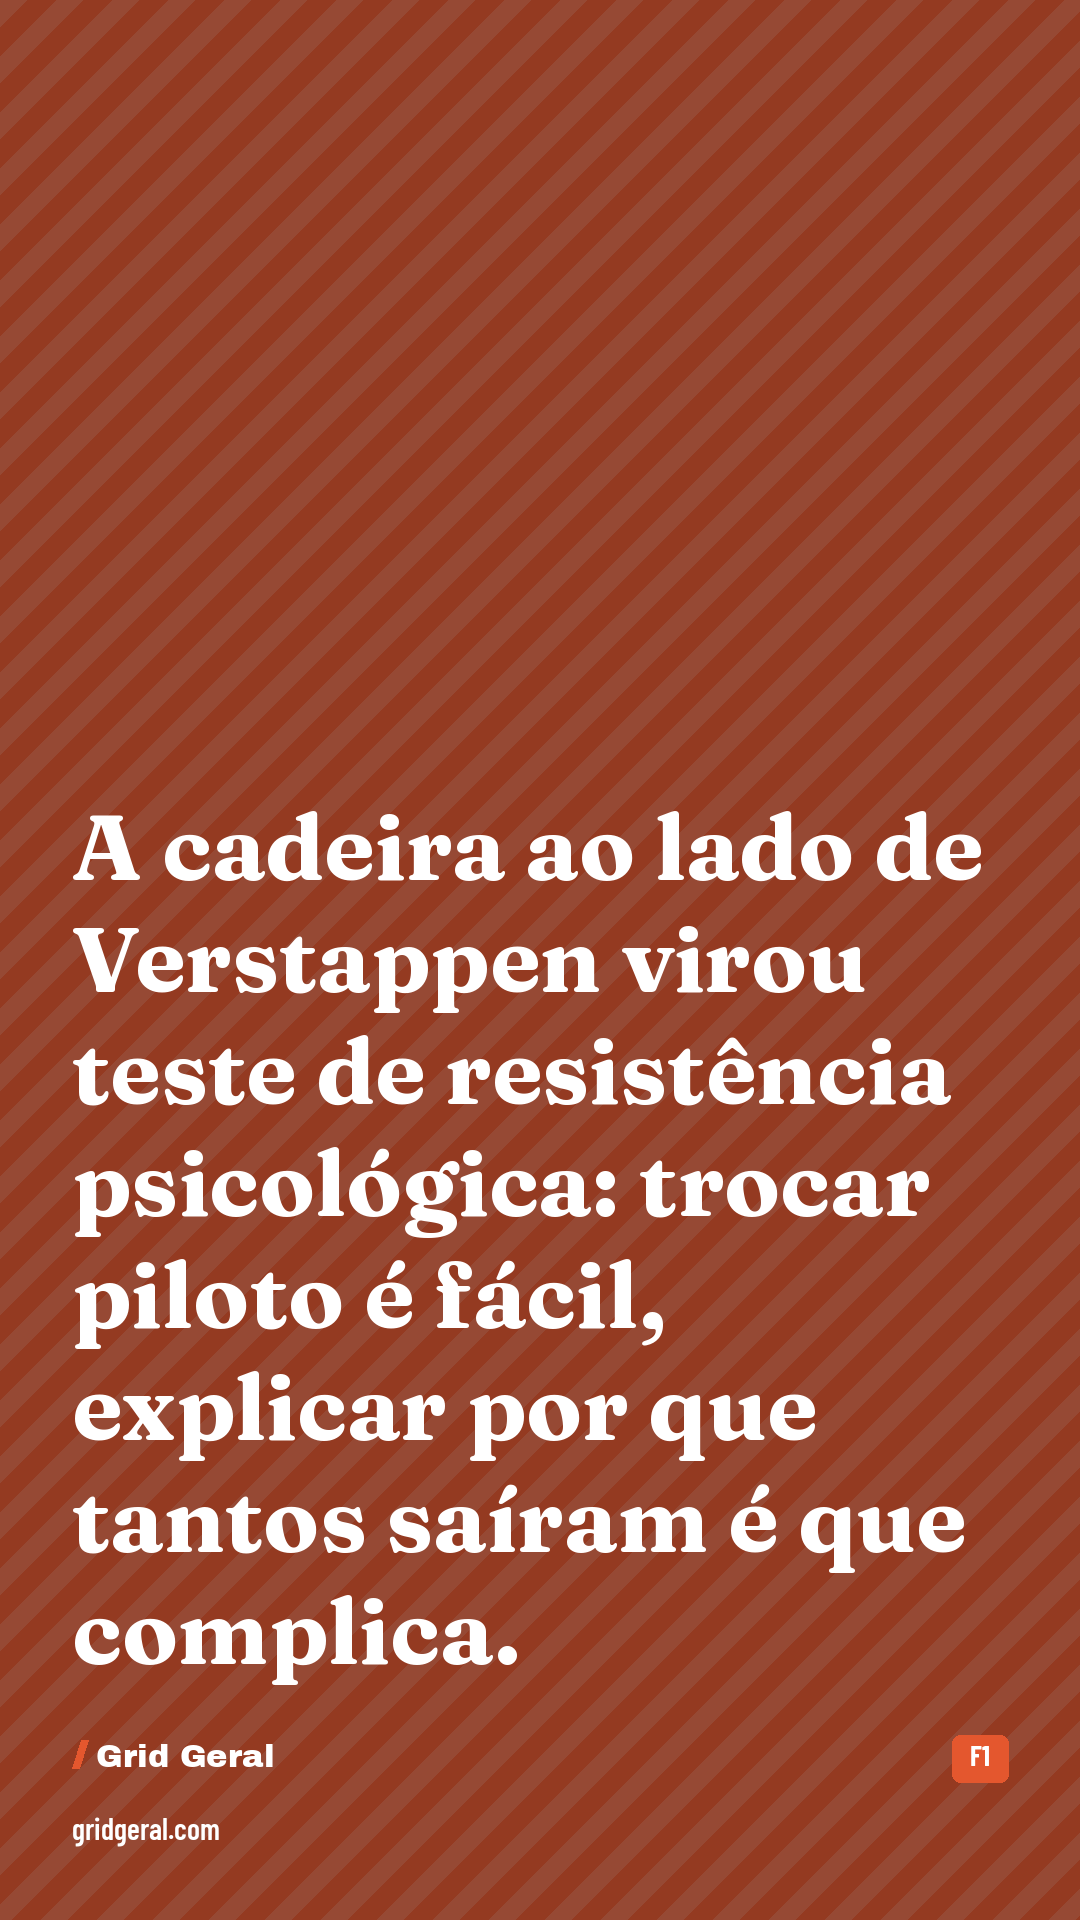 A cadeira ao lado de
Verstappen virou
teste de resistência
psicológica: trocar
piloto é fácil,
explicar por que
tantos saíram é que
complica.
/ Grid Geral
F1
gridgeral.com